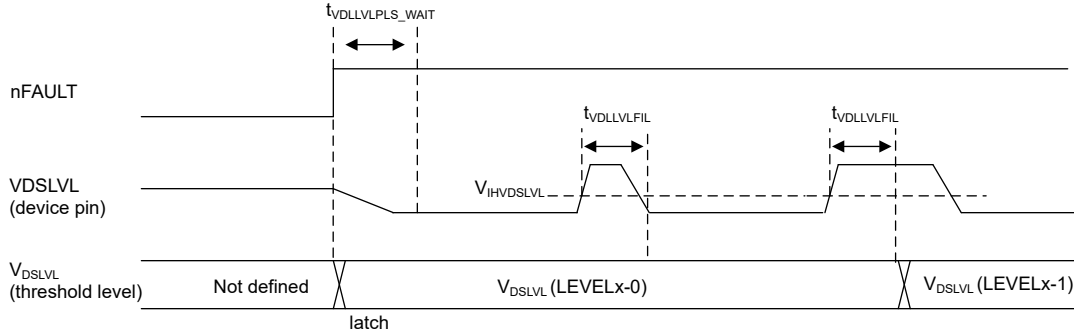 tVDLLVLPLS_WAIT
nFAULT
tVDLLVLFIL
tVDLLVLFIL
VDSLVL
(device pin)
VIHVDSLVL
VDSLVL
(threshold level)
Not defined
VDSLVL (LEVELx-0)
VDSLVL (LEVELx-1)
latch